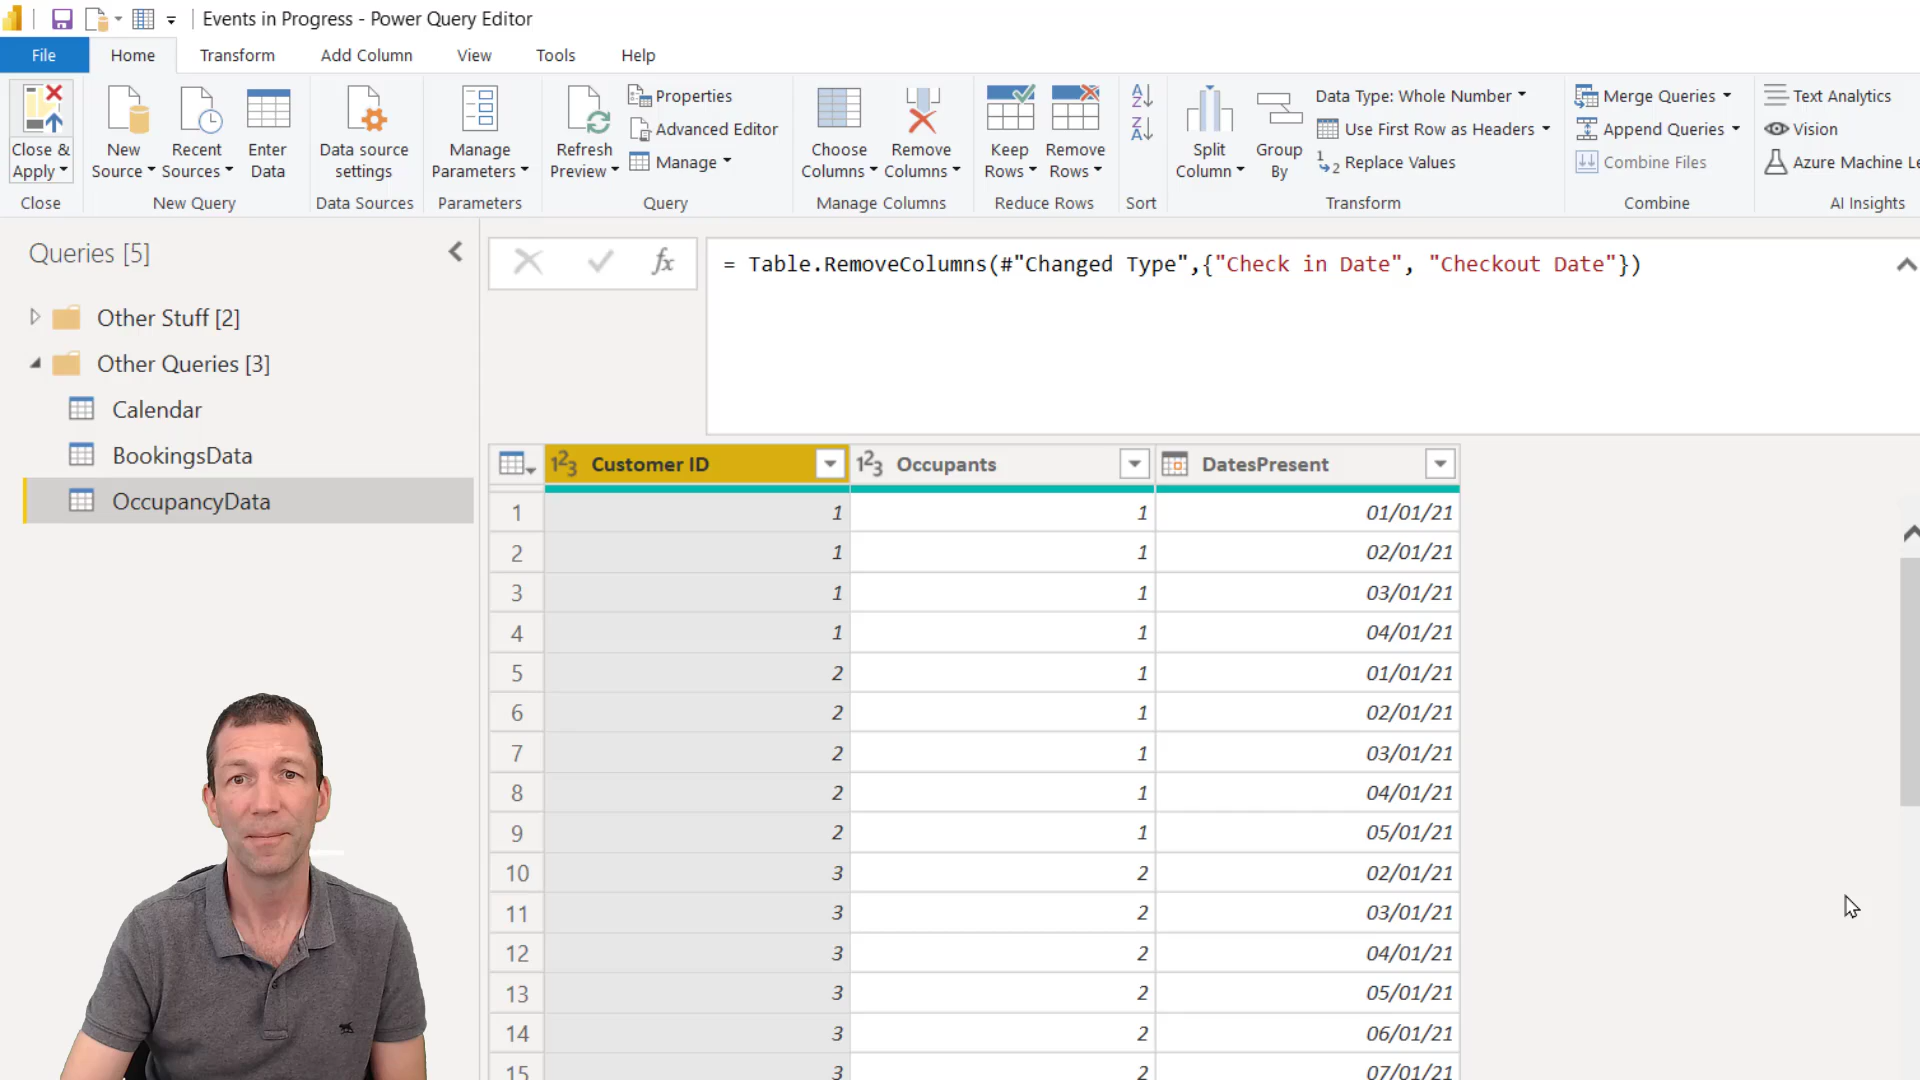 Events in Progress - Power Query Editor
File Home Transform Add Column View Tools Help
Close & Apply
New Source
Recent Sources
Enter Data
Data source settings
Manage Parameters
Refresh Preview
Properties
Advanced Editor
Manage
Choose Columns
Remove Columns
Keep Rows
Remove Rows
A Z
Z A
Split Column
Group By
Data Type: Whole Number
Use First Row as Headers
1 2 Replace Values
Merge Queries
Append Queries
Combine Files
Text Analytics
Vision
Azure Machine Le
Close New Query Data Sources Parameters Query Manage Columns Reduce Rows Sort Transform Combine AI Insights
Queries [5]
Other Stuff [2]
Other Queries [3]
Calendar
BookingsData
OccupancyData
fx = Table.RemoveColumns(#"Changed Type",{"Check in Date", "Checkout Date"})
123 Customer ID 123 Occupants DatesPresent
1 1 1 01/01/21
2 1 1 02/01/21
3 1 1 03/01/21
4 1 1 04/01/21
5 2 1 01/01/21
6 2 1 02/01/21
7 2 1 03/01/21
8 2 1 04/01/21
9 2 1 05/01/21
10 3 2 02/01/21
11 3 2 03/01/21
12 3 2 04/01/21
13 3 2 05/01/21
14 3 2 06/01/21
15 3 2 07/01/21